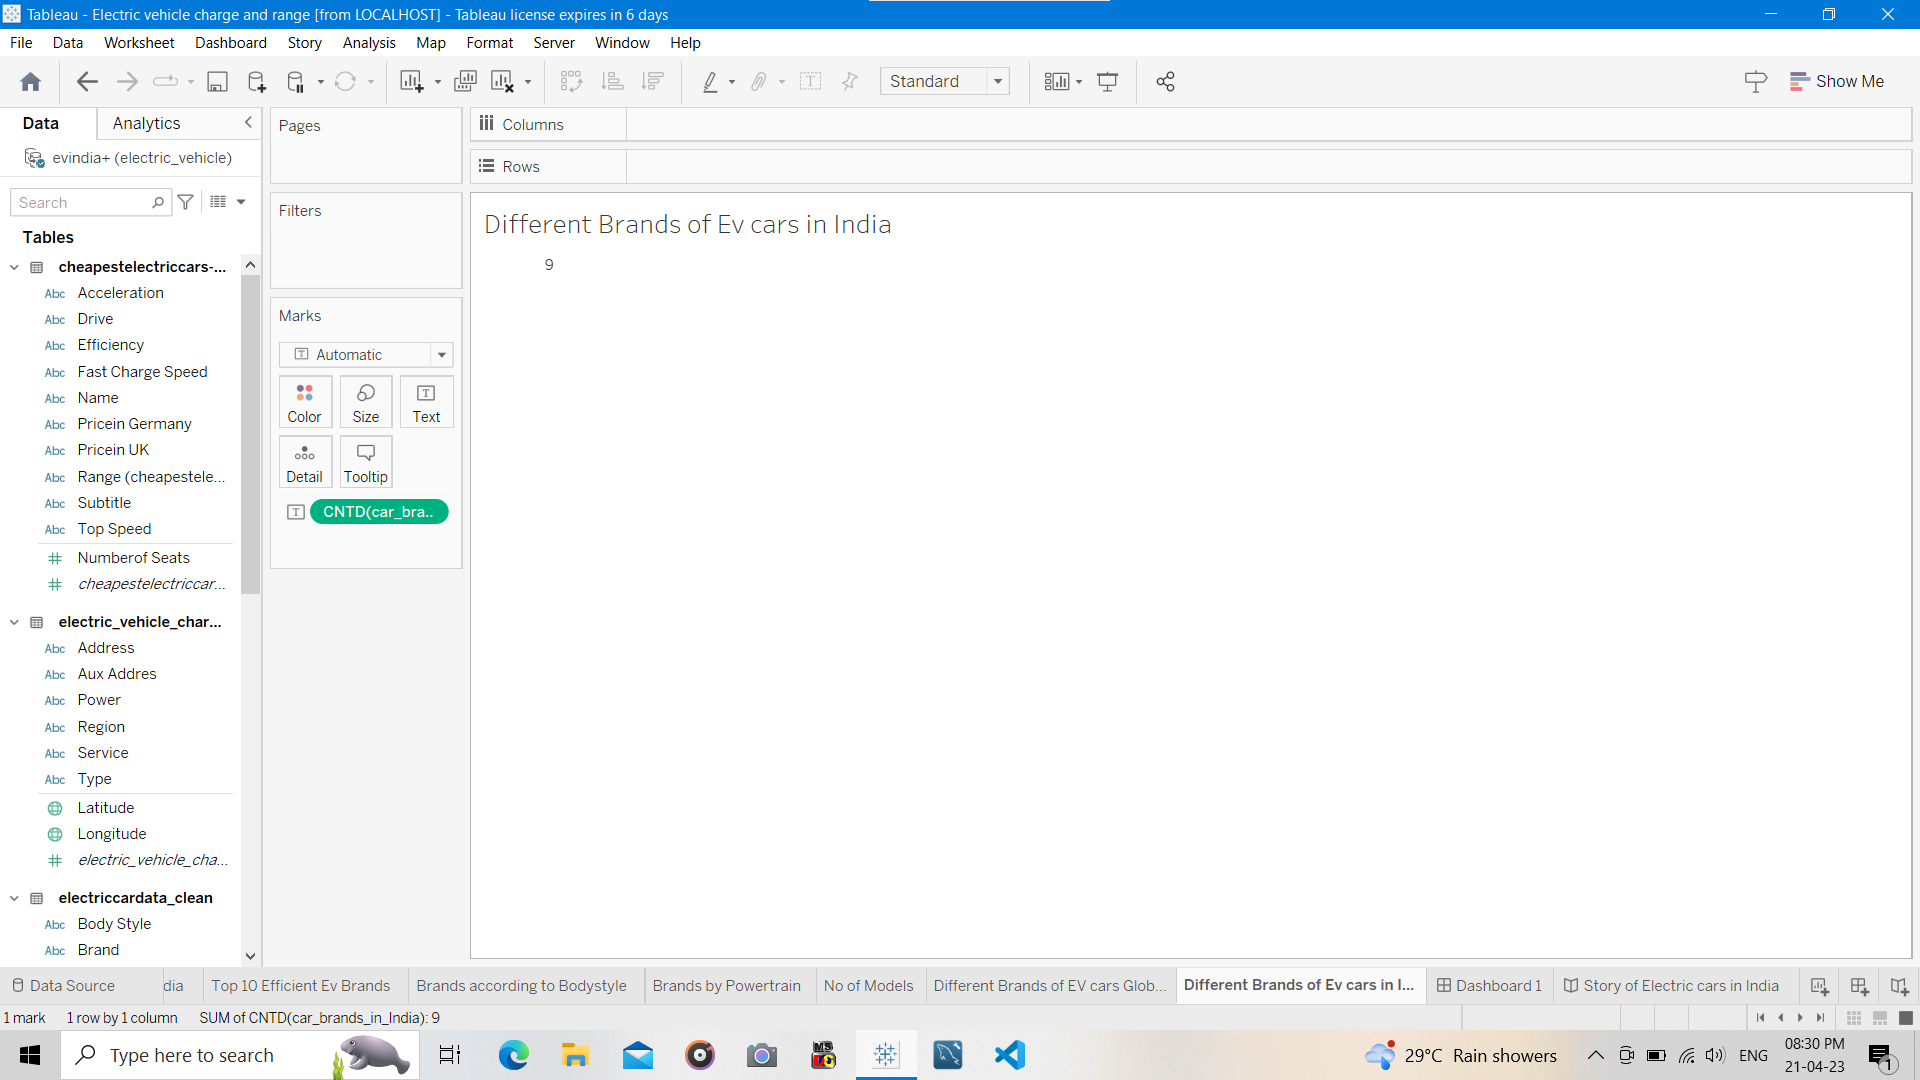 Tableau - Electric vehicle charge and range [from LOCALHOST] - Tableau license expires in 6 days
File Data Worksheet Dashboard Story Analysis Map Format Server Window Help
Standard
Show Me
Data Analytics
evindia+ (electric_vehicle)
Search
Tables
cheapestelectriccars-...
Abc Acceleration
Abc Drive
Abc Efficiency
Abc Fast Charge Speed
Abc Name
Abc Pricein Germany
Abc Pricein UK
Abc Range (cheapestele...
Abc Subtitle
Abc Top Speed
Numberof Seats
cheapestelectriccar...
electric_vehicle_char...
Abc Address
Abc Aux Addres
Abc Power
Abc Region
Abc Service
Abc Type
Latitude
Longitude
electric_vehicle_cha...
electriccardata_clean
Abc Body Style
Abc Brand
Pages
Filters
Marks
T Automatic
Color Size Text
Detail Tooltip
T CNTD(car_bra..
Columns
Rows
Different Brands of Ev cars in India
9
Data Source dia Top 10 Efficient Ev Brands Brands according to Bodystyle Brands by Powertrain No of Models Different Brands of EV cars Glob... Different Brands of Ev cars in I... Dashboard 1 Story of Electric cars in India
1 mark 1 row by 1 column SUM of CNTD(car_brands_in_India): 9
Type here to search
29°C Rain showers
ENG
08:30 PM
21-04-23
1